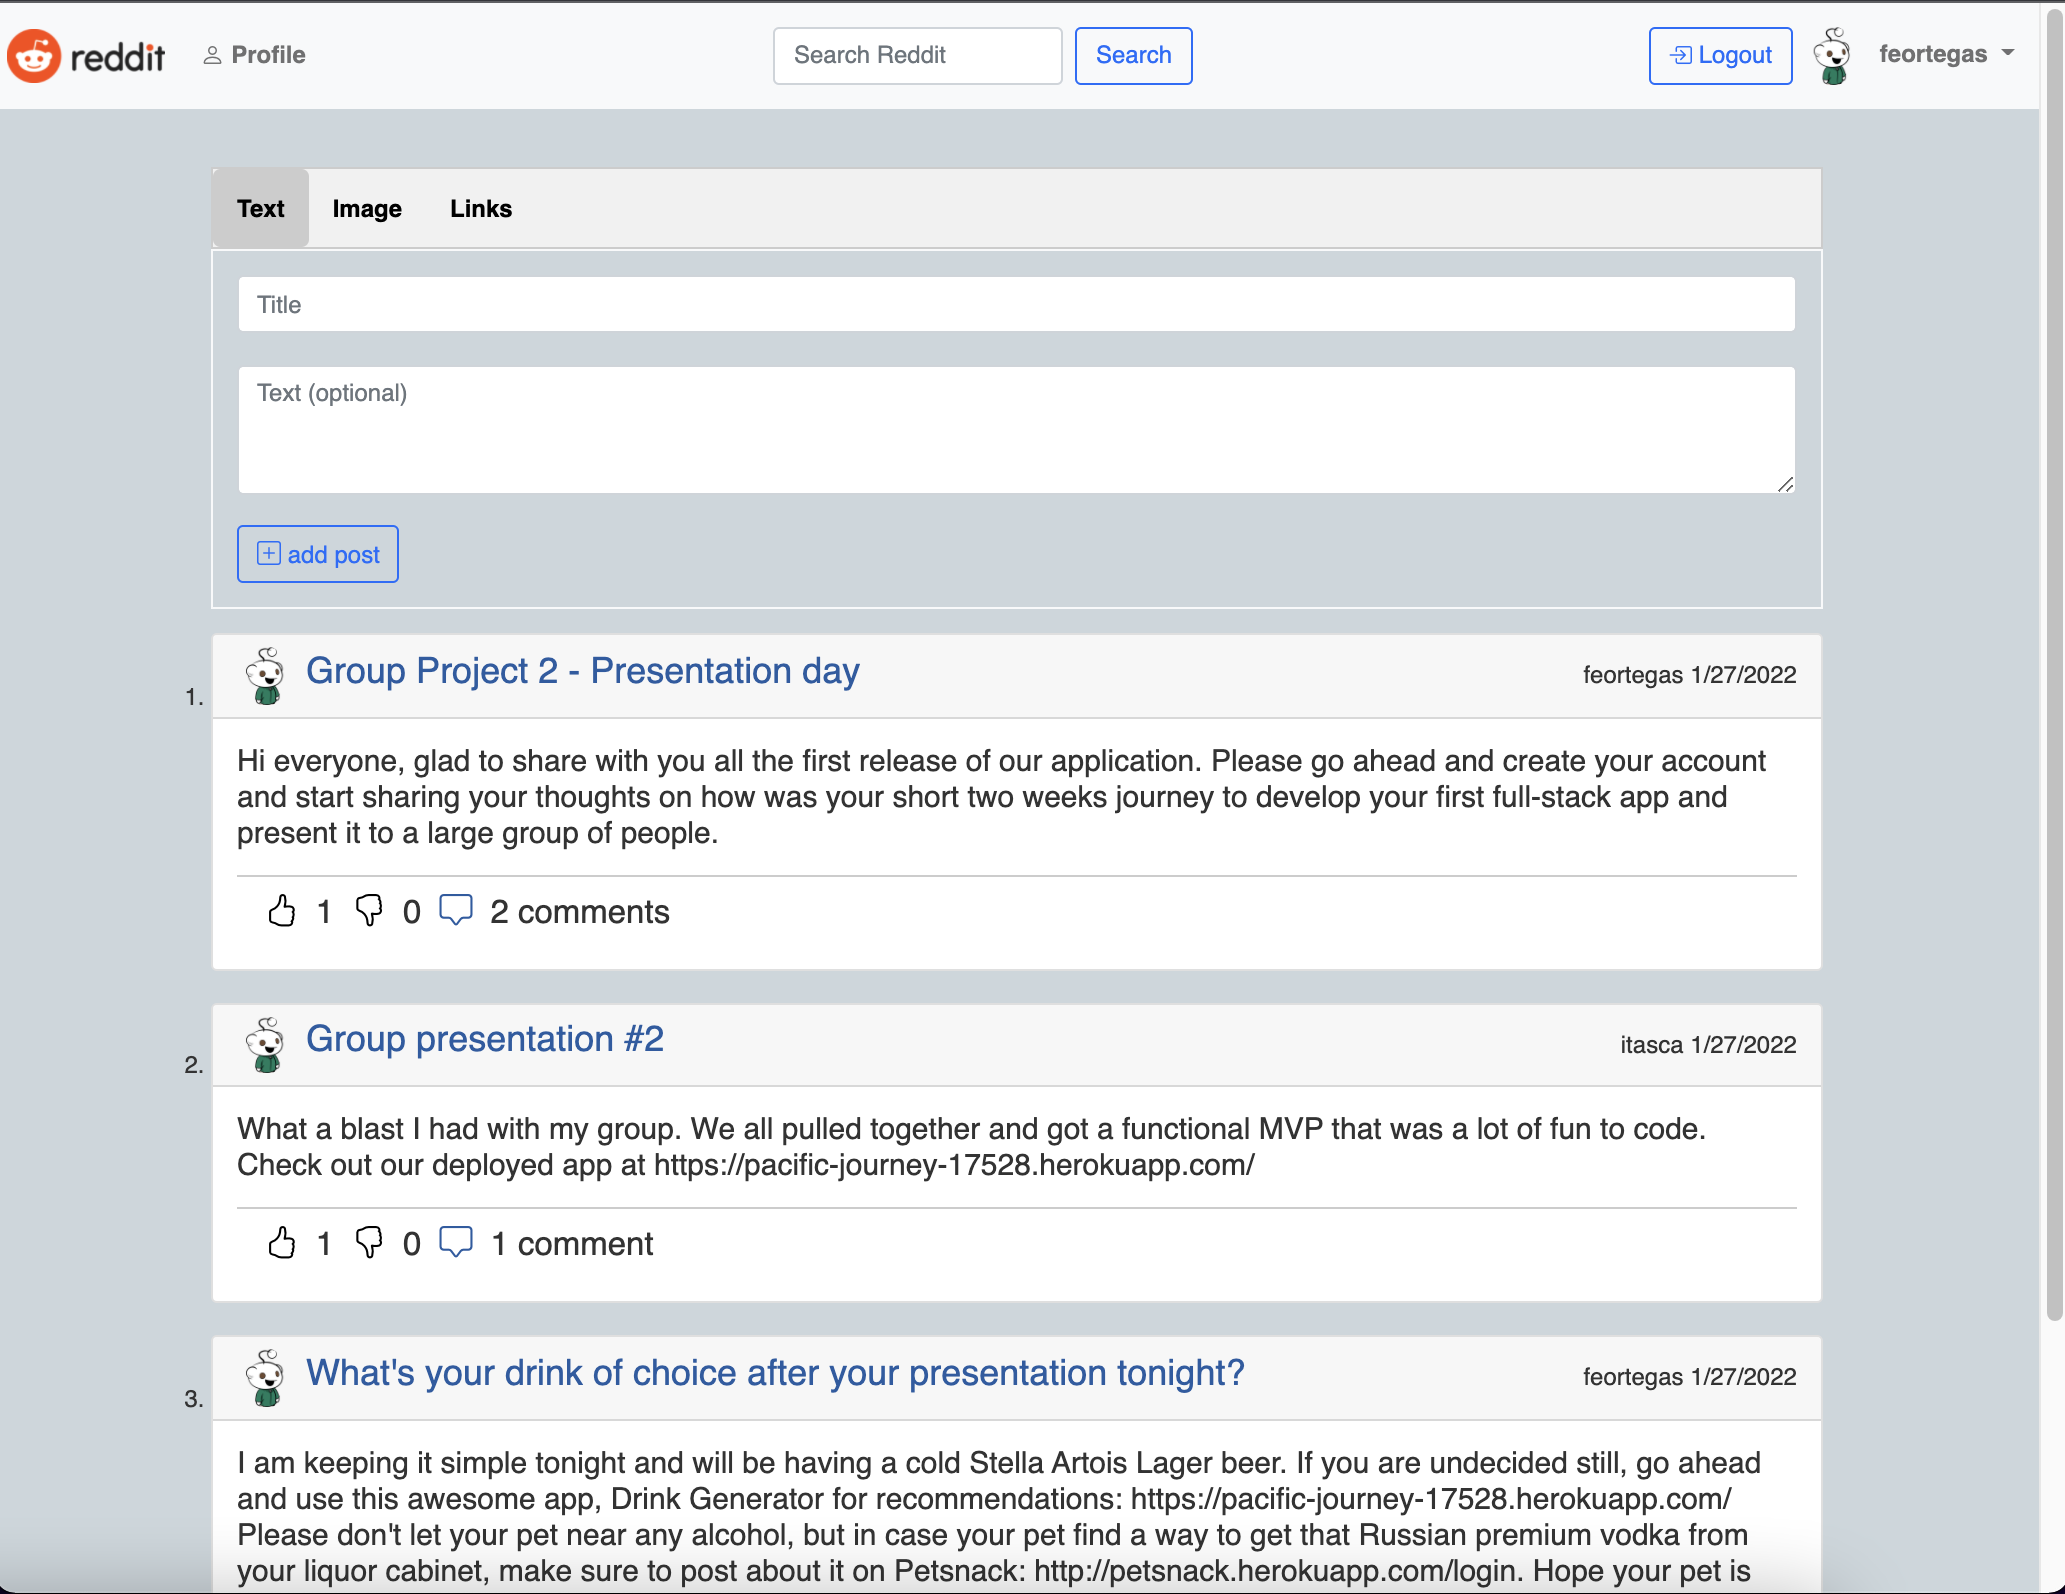 reddit Profile Search Reddit Search Logout feortegas
Text Image Links
Title
Text (optional)
add post
1.
Group Project 2 - Presentation day feortegas 1/27/2022
Hi everyone, glad to share with you all the first release of our application. Please go ahead and create your account
and start sharing your thoughts on how was your short two weeks journey to develop your first full-stack app and
present it to a large group of people.
1 0 2 comments
2.
Group presentation #2 itasca 1/27/2022
What a blast I had with my group. We all pulled together and got a functional MVP that was a lot of fun to code.
Check out our deployed app at https://pacific-journey-17528.herokuapp.com/
1 0 1 comment
3.
What's your drink of choice after your presentation tonight? feortegas 1/27/2022
I am keeping it simple tonight and will be having a cold Stella Artois Lager beer. If you are undecided still, go ahead
and use this awesome app, Drink Generator for recommendations: https://pacific-journey-17528.herokuapp.com/
Please don't let your pet near any alcohol, but in case your pet find a way to get that Russian premium vodka from
your liquor cabinet, make sure to post about it on Petsnack: http://petsnack.herokuapp.com/login. Hope your pet is